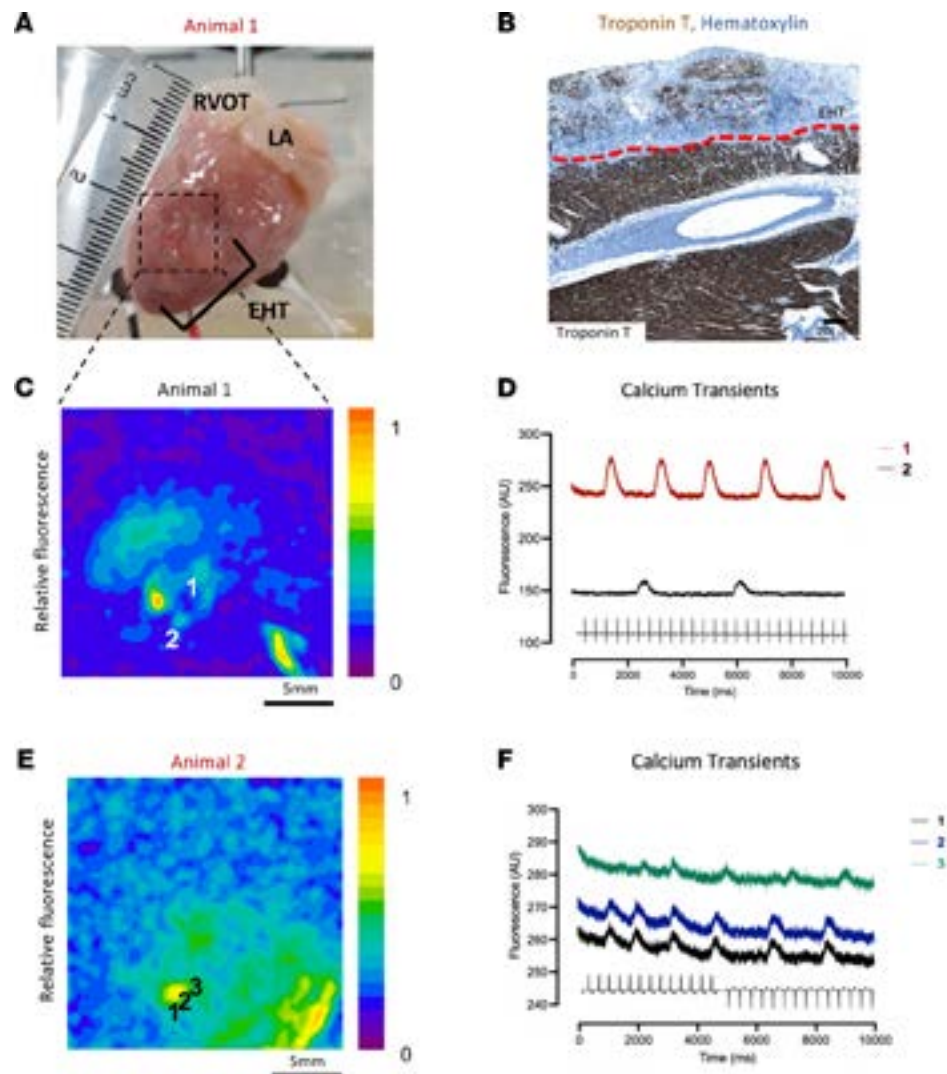 A
Animal 1
RVOT
LA
EHT
cm
1
2
B
Troponin T, Hematoxylin
EHT
Troponin T
C
Animal 1
Relative fluorescence
1
0
1
2
5mm
D
Calcium Transients
1
2
Fluorescence (AU)
300
250
200
150
100
0
2000
4000
6000
8000
10000
Time (ms)
E
Animal 2
Relative fluorescence
1
0
1
2
3
5mm
F
Calcium Transients
1
2
3
Fluorescence (AU)
300
290
280
270
260
250
240
0
2000
4000
6000
8000
10000
Time (ms)